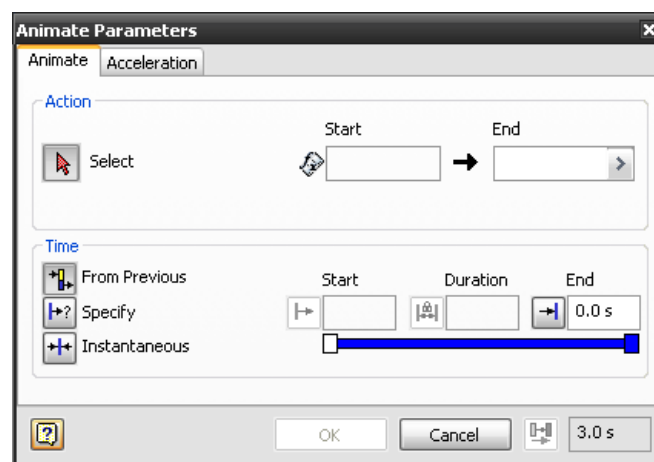 Animate Parameters
Animate Acceleration
Action
Start End
Select
Time
From Previous Start Duration End
? Specify 0.0 s
Instantaneous
? OK Cancel 3.0 s